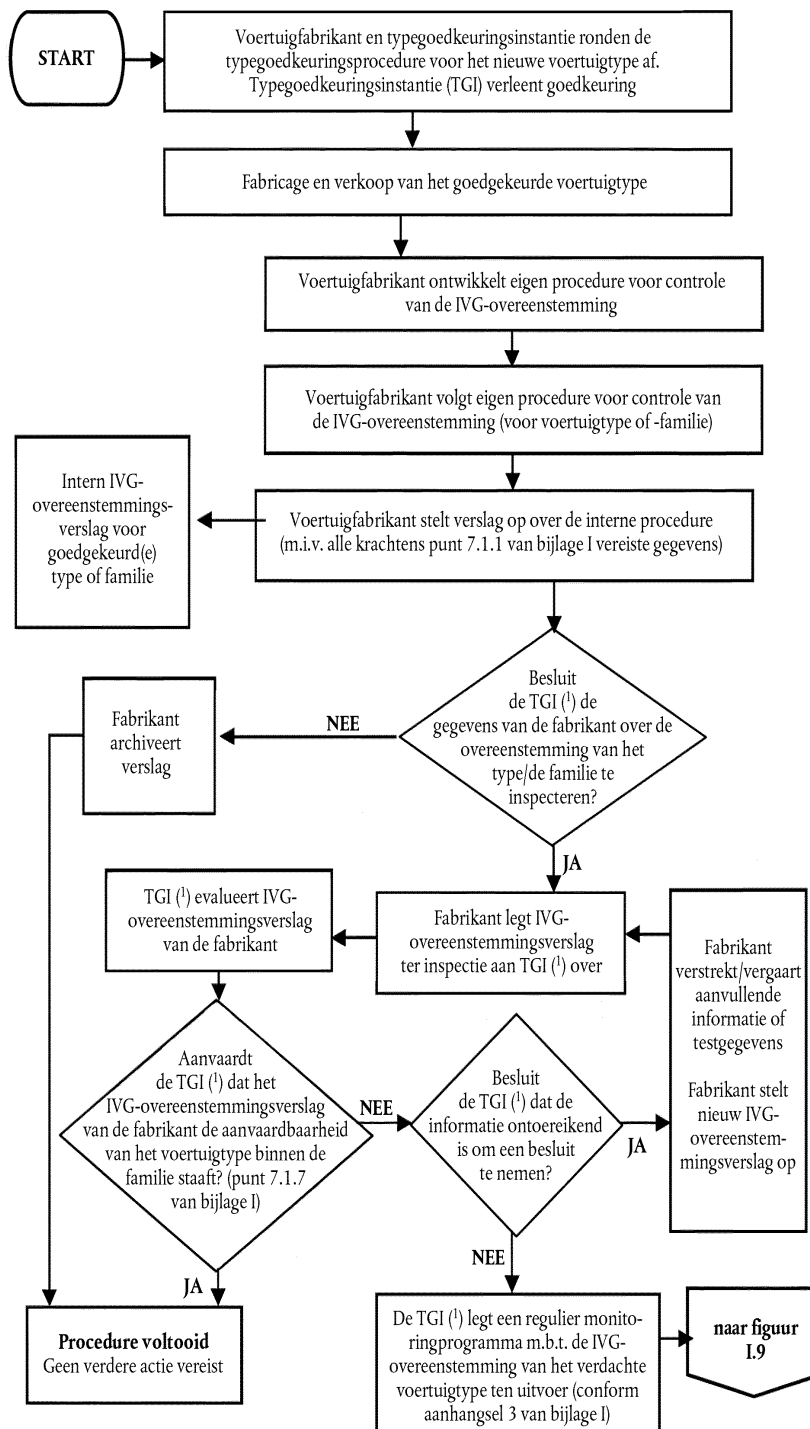 START
Voertuigfabrikant en typegoedkeuringsinstantie ronden de
typegoedkeuringsprocedure voor het nieuwe voertuigtype af.
Typegoedkeuringsinstantie (TGI) verleent goedkeuring
Fabricage en verkoop van het goedgekeurde voertuigtype
Voertuigfabrikant ontwikkelt eigen procedure voor controle
van de IVG-overeenstemming
Voertuigfabrikant volgt eigen procedure voor controle van
de IVG-overeenstemming (voor voertuigtype of -familie)
Intern IVG-
overeenstemmings-
verslag voor
goedgekeurd(e)
type of familie
Voertuigfabrikant stelt verslag op over de interne procedure
(m.i.v. alle krachtens punt 7.1.1 van bijlage I vereiste gegevens)
Besluit
de TGI (¹) de
gegevens van de fabrikant over de
overeenstemming van het
type/de familie te
inspecteren?
NEE
Fabrikant
archiveert
verslag
JA
TGI (¹) evalueert IVG-
overeenstemmingsverslag
van de fabrikant
Fabrikant legt IVG-
overeenstemmingsverslag
ter inspectie aan TGI (¹) over
Fabrikant
verstrekt/vergaart
aanvullende
informatie of
testgegevens
Fabrikant stelt
nieuw IVG-
overeenstem-
mingsverslag op
Aanvaardt
de TGI (¹) dat het
IVG-overeenstemmingsverslag
van de fabrikant de aanvaardbaarheid
van het voertuigtype binnen de
familie staaft? (punt 7.1.7
van bijlage I)
NEE
Besluit
de TGI (¹) dat de
informatie ontoereikend
is om een besluit
te nemen?
JA
NEE
JA
Procedure voltooid
Geen verdere actie vereist
De TGI (¹) legt een regulier monito-
ringprogramma m.b.t. de IVG-
overeenstemming van het verdachte
voertuigtype ten uitvoer (conform
aanhangsel 3 van bijlage I)
naar figuur
I.9